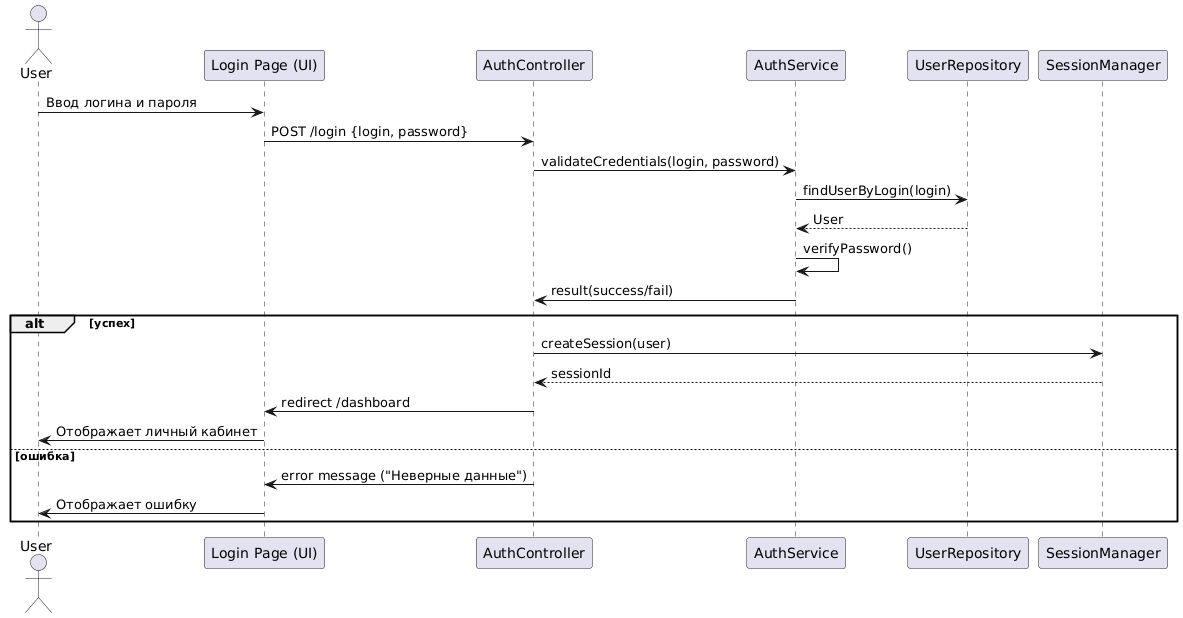 User
Login Page (UI)
AuthController
AuthService
UserRepository
SessionManager
Ввод логина и пароля
POST /login {login, password}
validateCredentials(login, password)
findUserByLogin(login)
User
verifyPassword()
result(success/fail)
alt [успех]
createSession(user)
sessionId
redirect /dashboard
Отображает личный кабинет
[ошибка]
error message ("Неверные данные")
Отображает ошибку
User
Login Page (UI)
AuthController
AuthService
UserRepository
SessionManager